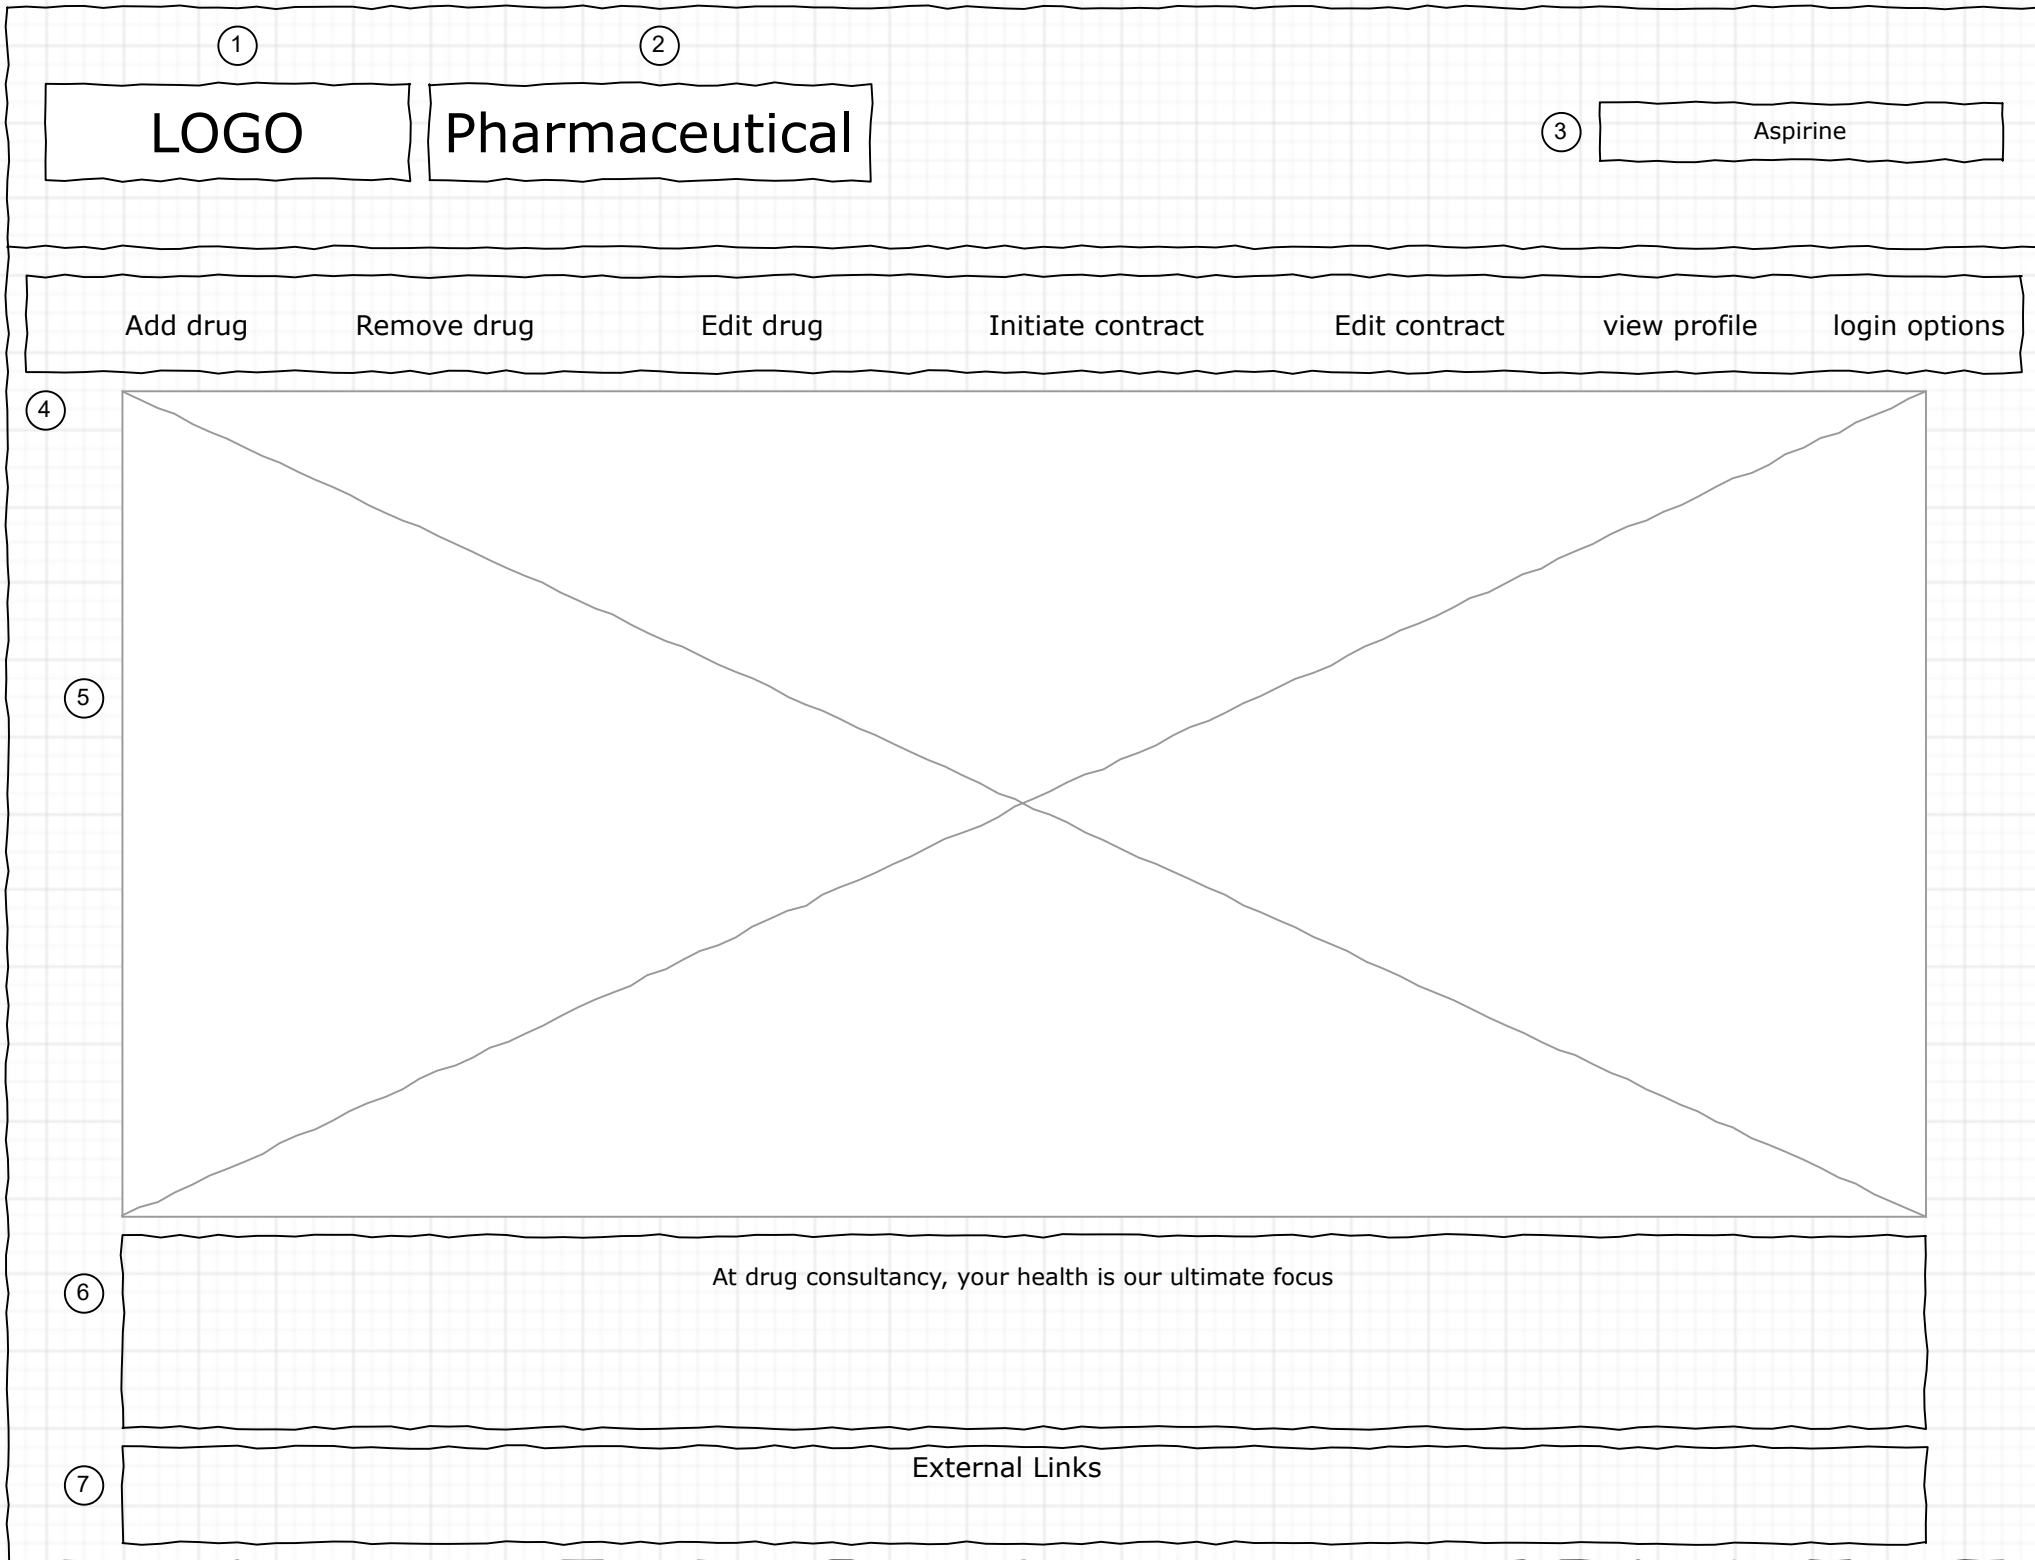 1
2
LOGO
Pharmaceutical
3
Aspirine
Add drug Remove drug Edit drug Initiate contract Edit contract view profile login options
4
5
6
At drug consultancy, your health is our ultimate focus
7
External Links